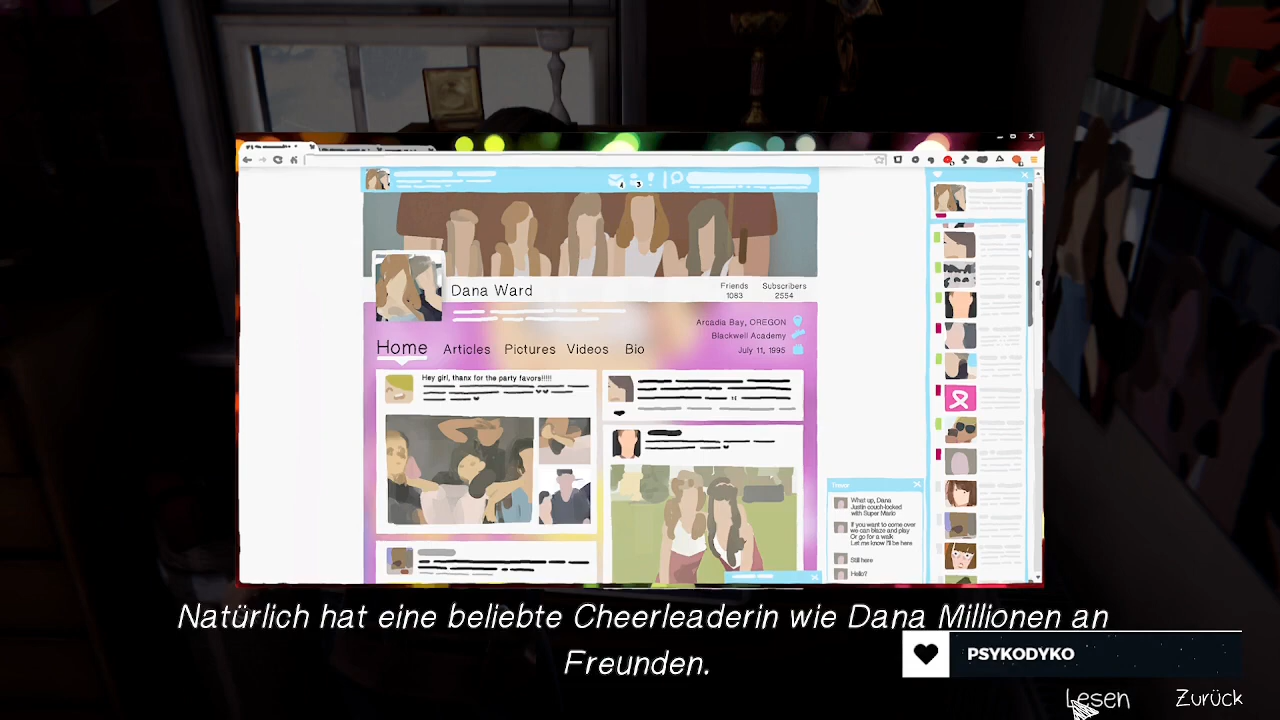 Dana Ward
Friends
1083
Subscribers
2554
Arcadia Bay, OREGON
Blackwell Academy
July 11, 1995
Home
Articles
Pictures
Videos
Bio
Hey girl, thanx for the party favors!!!!!
4
3
Trevor
What up, Dana
Justin couch-locked
with Super Mario
If you want to come over
we can blaze and play
Or go for a walk
Let me know I'll be here
Still here
Hello?
Natürlich hat eine beliebte Cheerleaderin wie Dana Millionen an
Freunden.
PSYKODYKO
Lesen
Zurück